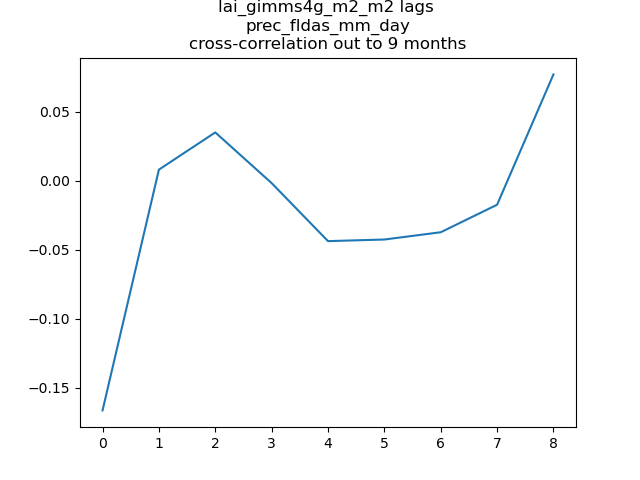 lai_gimms4g_m2_m2 lags
prec_fldas_mm_day
cross-correlation out to 9 months
0.05
0.00
−0.05
−0.10
−0.15
0 1 2 3 4 5 6 7 8